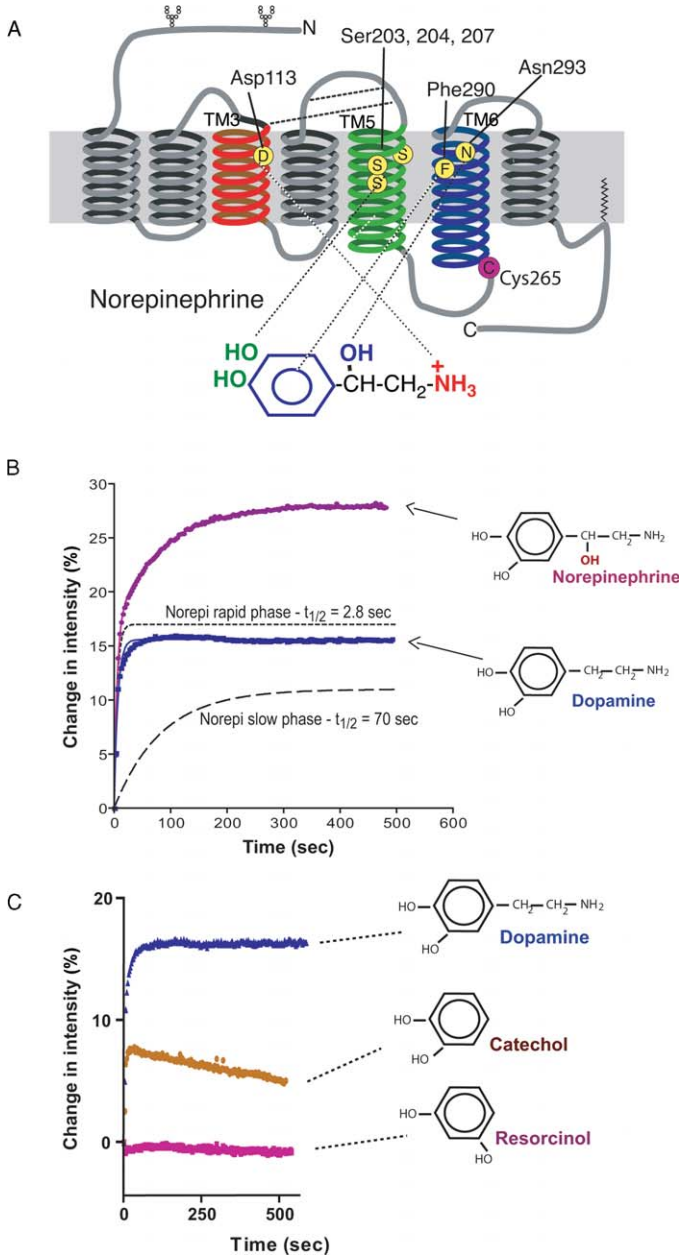 A
N
Ser203, 204, 207
Asp113
Asn293
Phe290
TM3
TM5
TM6
D
S
S
S
F
N
C
Cys265
C
Norepinephrine
HO
HO
OH
CH-CH2-NH3
+
B
Change in intensity (%)
30
25
20
15
10
5
0
0 100 200 300 400 500 600
Time (sec)
Norepi rapid phase - t1/2 = 2.8 sec
Norepi slow phase - t1/2 = 70 sec
HO
HO
CH-CH2-NH2
OH
Norepinephrine
HO
HO
CH2-CH2-NH2
Dopamine
C
Change in intensity (%)
20
10
0
0 250 500
Time (sec)
HO
HO
CH2-CH2-NH2
Dopamine
HO
HO
Catechol
HO
HO
Resorcinol